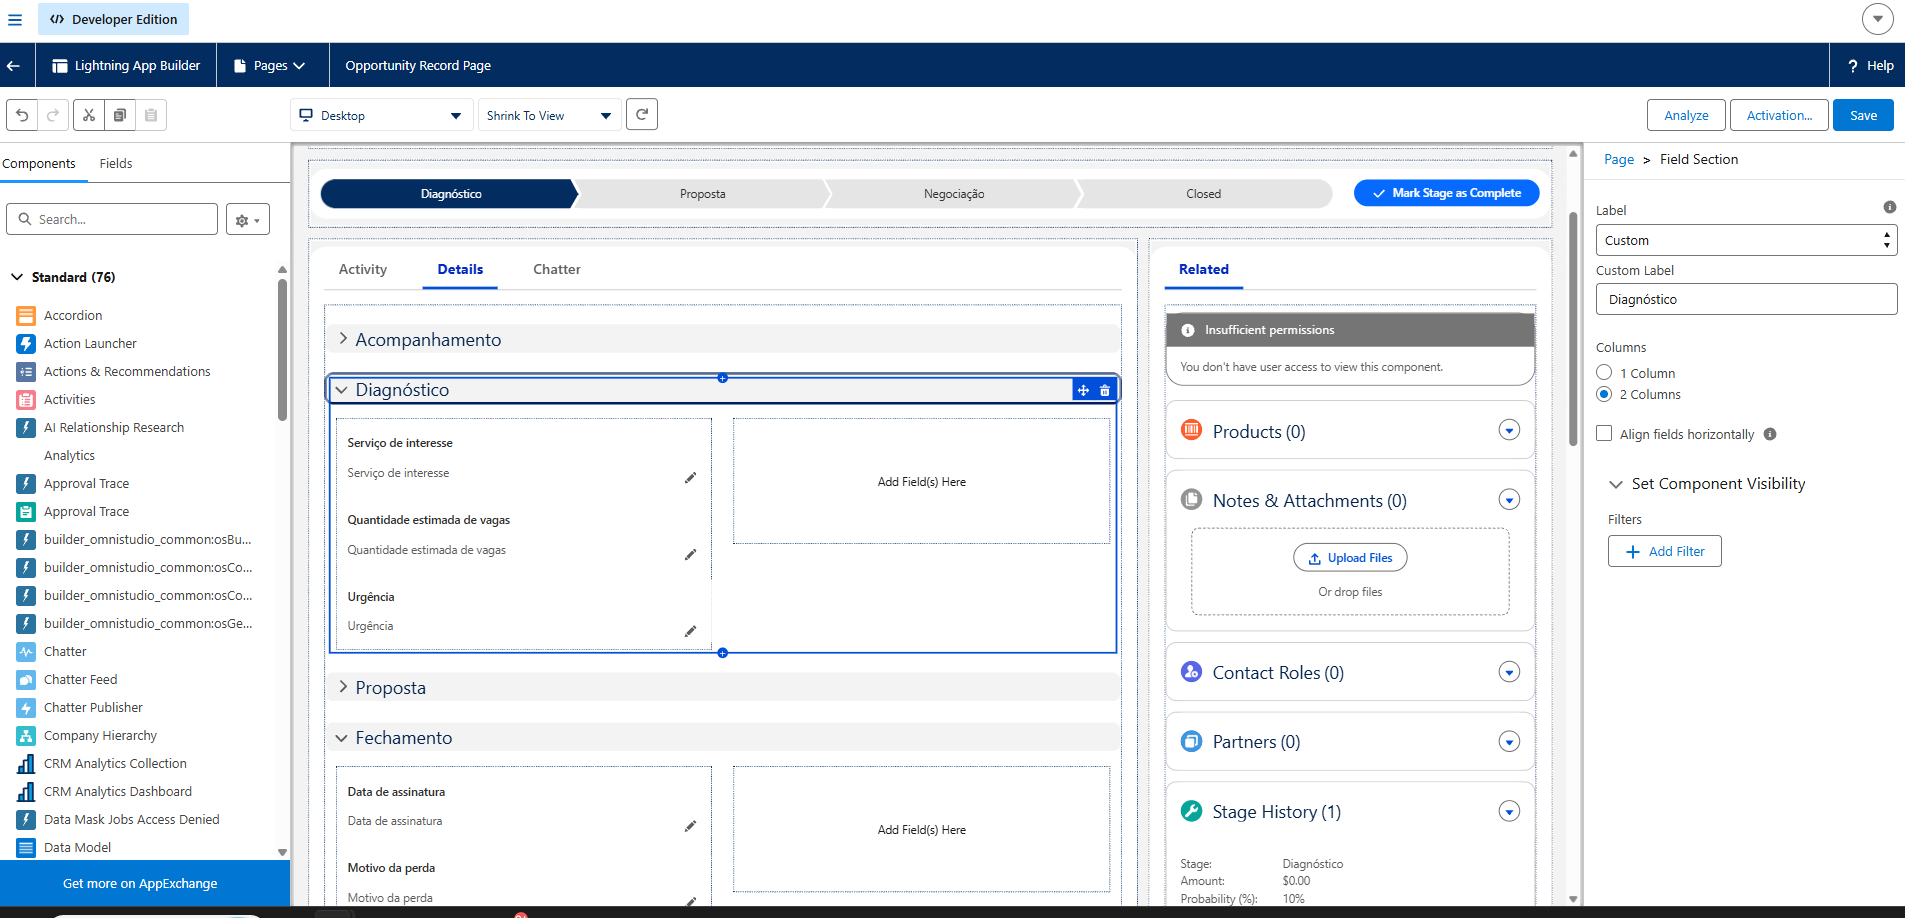 Developer Edition
Lightning App Builder
Pages
Opportunity Record Page
? Help
Desktop
Shrink To View
Analyze
Activation...
Save
Components
Fields
Search...
Standard (76)
Accordion
Action Launcher
Actions & Recommendations
Activities
AI Relationship Research
Analytics
Approval Trace
Approval Trace
builder_omnistudio_common:osBu...
builder_omnistudio_common:osCo...
builder_omnistudio_common:osCo...
builder_omnistudio_common:osGe...
Chatter
Chatter Feed
Chatter Publisher
Company Hierarchy
CRM Analytics Collection
CRM Analytics Dashboard
Data Mask Jobs Access Denied
Data Model
Get more on AppExchange
Diagnóstico
Proposta
Negociação
Closed
Mark Stage as Complete
Activity
Details
Chatter
Acompanhamento
Diagnóstico
Serviço de interesse
Serviço de interesse
Quantidade estimada de vagas
Quantidade estimada de vagas
Urgência
Urgência
Add Field(s) Here
Proposta
Fechamento
Data de assinatura
Data de assinatura
Motivo da perda
Motivo da perda
Add Field(s) Here
Related
Insufficient permissions
You don't have user access to view this component.
Products (0)
Notes & Attachments (0)
Upload Files
Or drop files
Contact Roles (0)
Partners (0)
Stage History (1)
Stage: Diagnóstico
Amount: $0.00
Probability (%): 10%
Page > Field Section
Label
Custom
Custom Label
Diagnóstico
Columns
1 Column
2 Columns
Align fields horizontally
Set Component Visibility
Filters
Add Filter